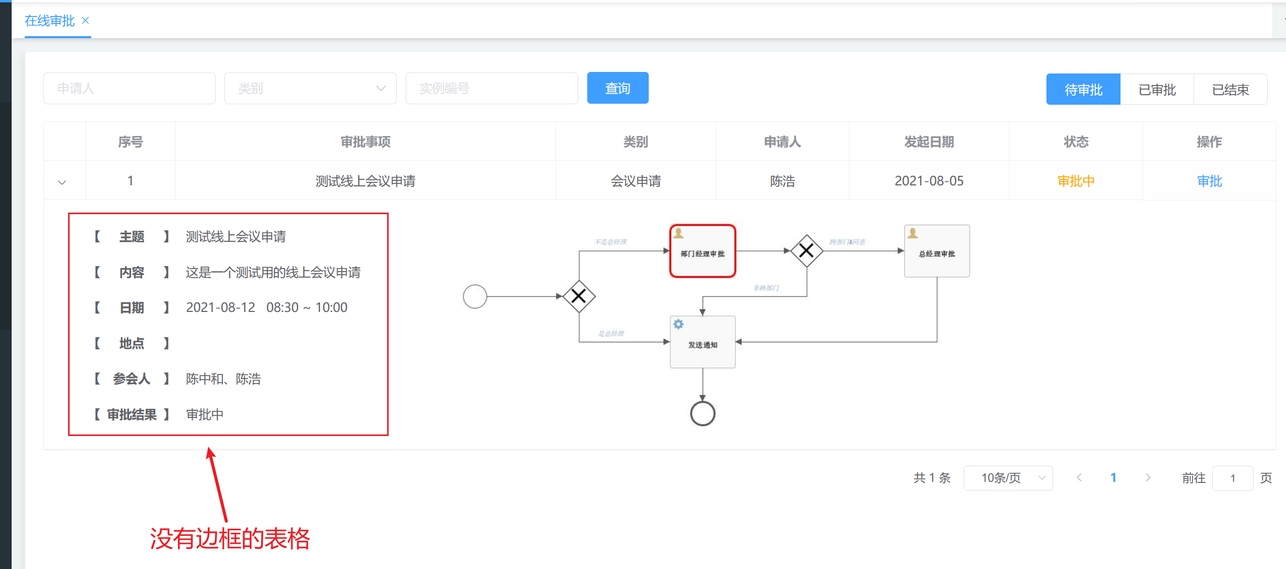 在线审批 ×
申请人 类别 实例编号 查询 待审批 已审批 已结束
序号 审批事项 类别 申请人 发起日期 状态 操作
1 测试线上会议申请 会议申请 陈浩 2021-08-05 审批中 审批
【 主题 】 测试线上会议申请
【 内容 】 这是一个测试用的线上会议申请
【 日期 】 2021-08-12 08:30 ~ 10:00
【 地点 】
【 参会人 】 陈中和、陈浩
【 审批结果 】 审批中
不是总经理
部门经理审批
跨部门&同意
总经理审批
非跨部门
是总经理
发送通知
共 1 条 10条/页 1 前往 1 页
没有边框的表格